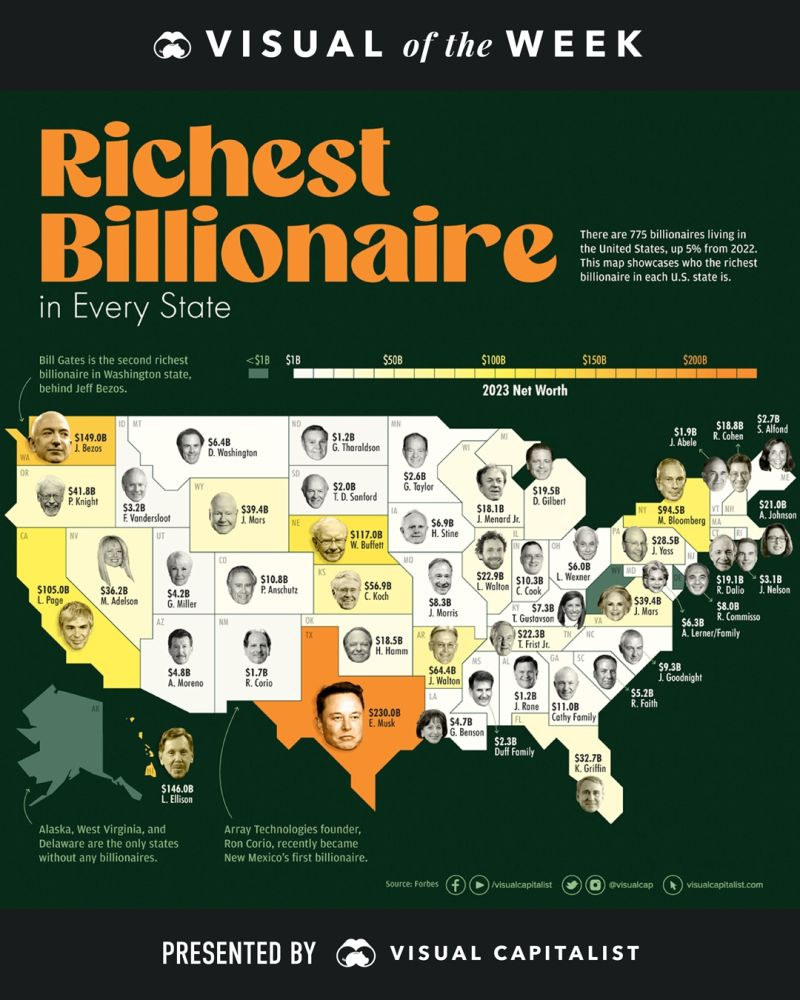 VISUAL of the WEEK
Richest
Billionaire
in Every State
There are 775 billionaires living in
the United States, up 5% from 2022.
This map showcases who the richest
billionaire in each U.S. state is.
Bill Gates is the second richest
billionaire in Washington state,
behind Jeff Bezos.
<$1B
$1B
$50B
$100B
$150B
$200B
2023 Net Worth
WA
$149.0B
J. Bezos
ID
MT
$6.4B
D. Washington
ND
$1.2B
G. Tharaldson
MN
$2.6B
G. Taylor
WI
$18.1B
J. Menard Jr.
MI
$19.5B
D. Gilbert
$1.9B
J. Abele
$18.8B
R. Cohen
$2.7B
S. Alfond
ME
OR
$41.8B
P. Knight
$3.2B
F. Vandersloot
WY
$39.4B
J. Mars
SD
$2.0B
T. D. Sanford
NY
$94.5B
M. Bloomberg
VT
NH
MA
$21.0B
A. Johnson
CA
$105.0B
L. Page
NV
$36.2B
M. Adelson
UT
$4.2B
G. Miller
NE
$117.0B
W. Buffett
IA
$6.9B
H. Stine
IL
$22.9B
L. Walton
IN
$10.3B
C. Cook
OH
$6.0B
L. Wexner
PA
$28.5B
J. Yass
CT
RI
$19.1B
R. Dalio
$3.1B
J. Nelson
CO
$10.8B
P. Anschutz
KS
$56.9B
C. Koch
MO
$8.3B
J. Morris
KY
$7.3B
T. Gustavson
WV
MD
DE
NJ
VA
$39.4B
J. Mars
$8.0B
R. Commisso
$6.3B
A. Lerner/Family
AZ
$4.8B
A. Moreno
NM
$1.7B
R. Corio
OK
$18.5B
H. Hamm
AR
$64.4B
J. Walton
TN
$22.3B
T. Frist Jr.
NC
$9.3B
J. Goodnight
TX
$230.0B
E. Musk
LA
$4.7B
G. Benson
MS
$2.3B
Duff Family
AL
$1.2B
J. Rane
GA
$11.0B
Cathy Family
SC
$5.2B
R. Faith
FL
$32.7B
K. Griffin
AK
HI
$146.0B
L. Ellison
Alaska, West Virginia, and
Delaware are the only states
without any billionaires.
Array Technologies founder,
Ron Corio, recently became
New Mexico's first billionaire.
Source: Forbes
/visualcapitalist
@visualcap
visualcapitalist.com
PRESENTED BY VISUAL CAPITALIST